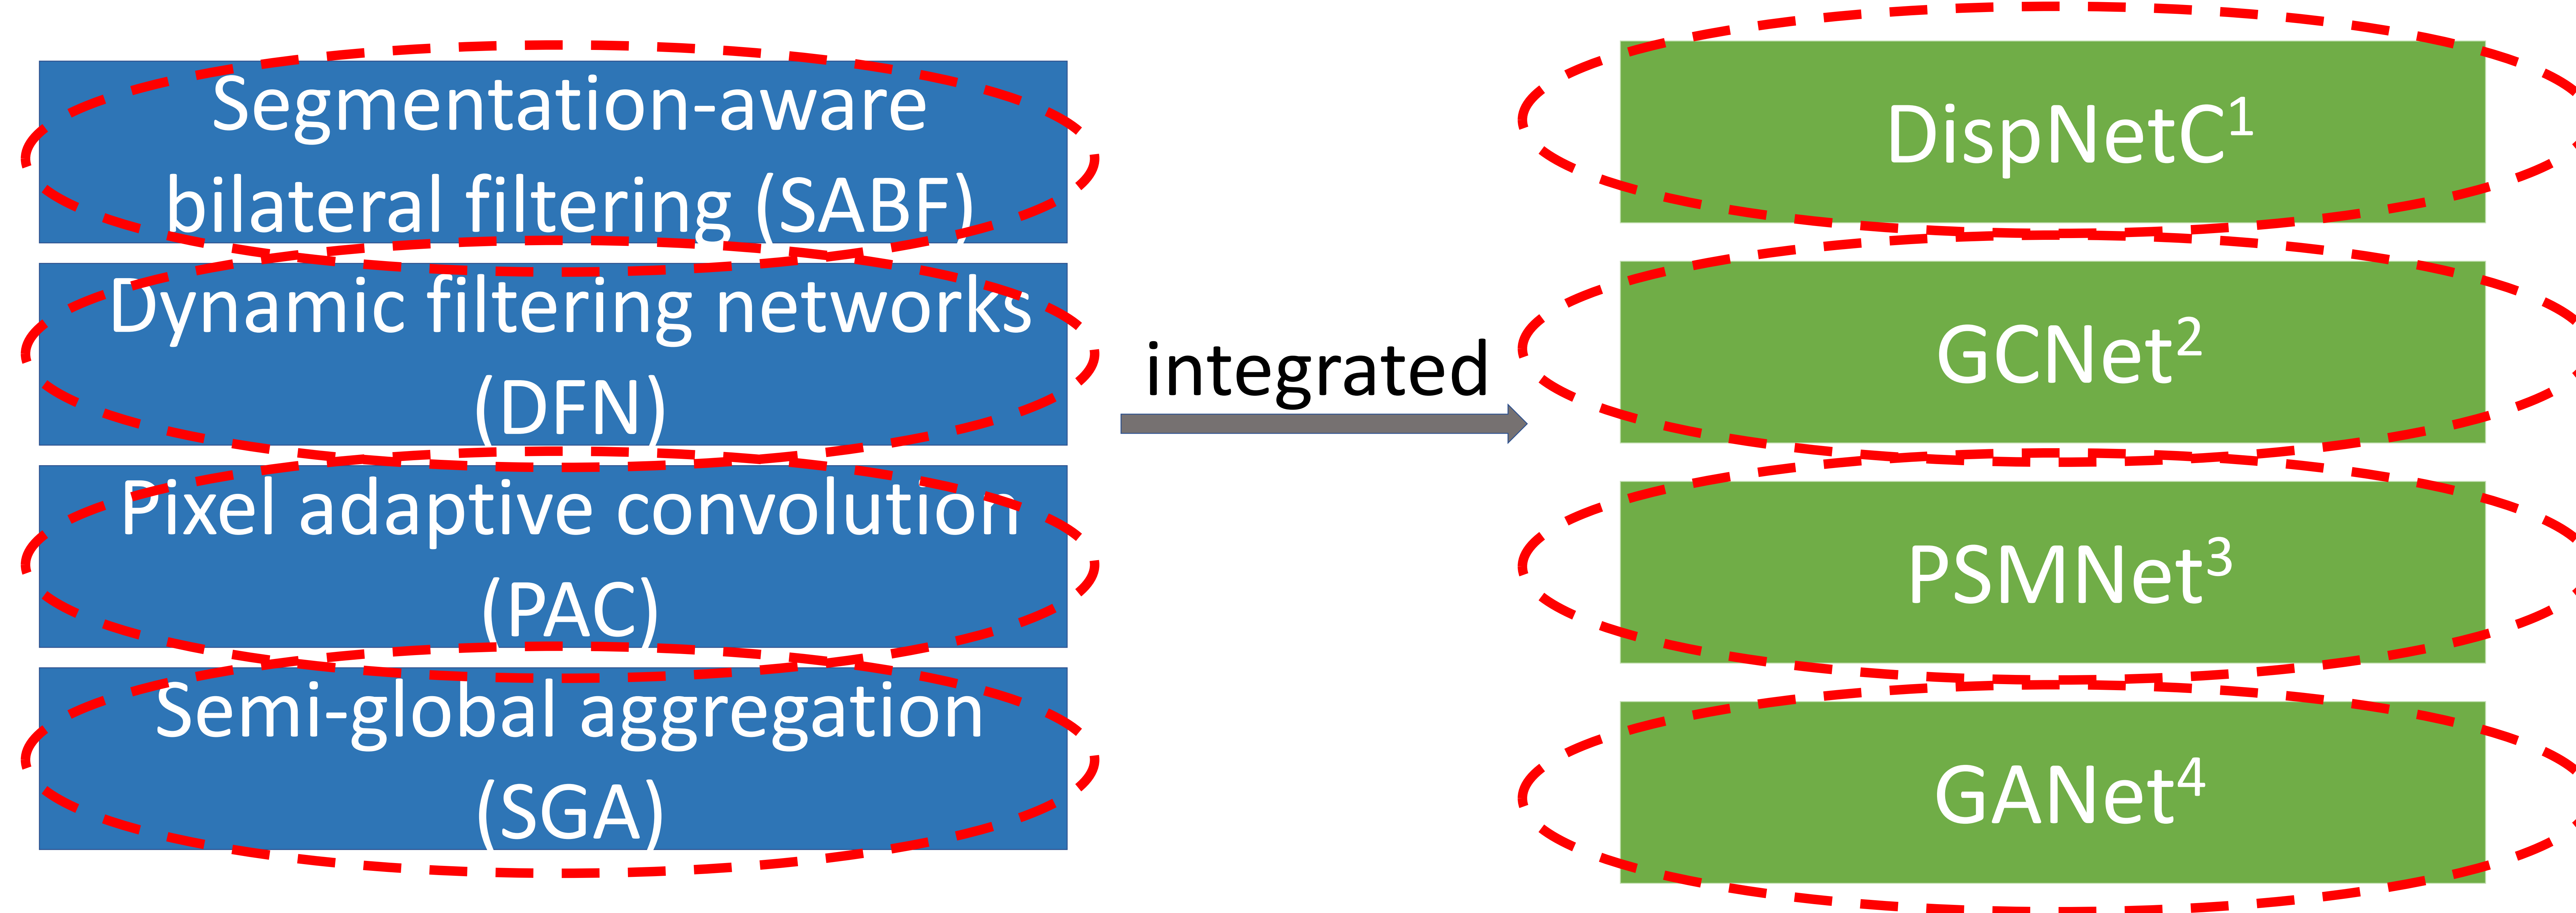 Segmentation-aware
bilateral filtering (SABF)
Dynamic filtering networks
(DFN)
Pixel adaptive convolution
(PAC)
Semi-global aggregation
(SGA)
integrated
DispNetC¹
GCNet²
PSMNet³
GANet⁴